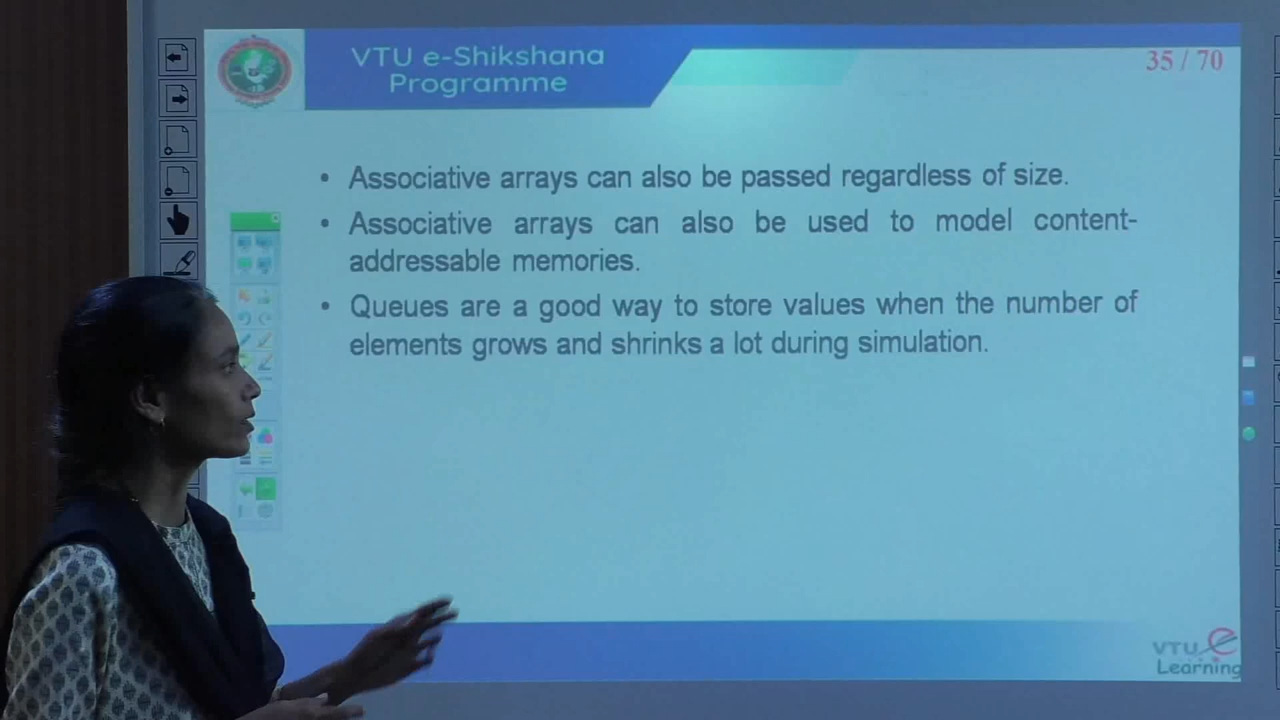 VTU e-Shikshana
Programme
35 / 70
• Associative arrays can also be passed regardless of size.
• Associative arrays can also be used to model content-
addressable memories.
• Queues are a good way to store values when the number of
elements grows and shrinks a lot during simulation.
VTU e
Learning